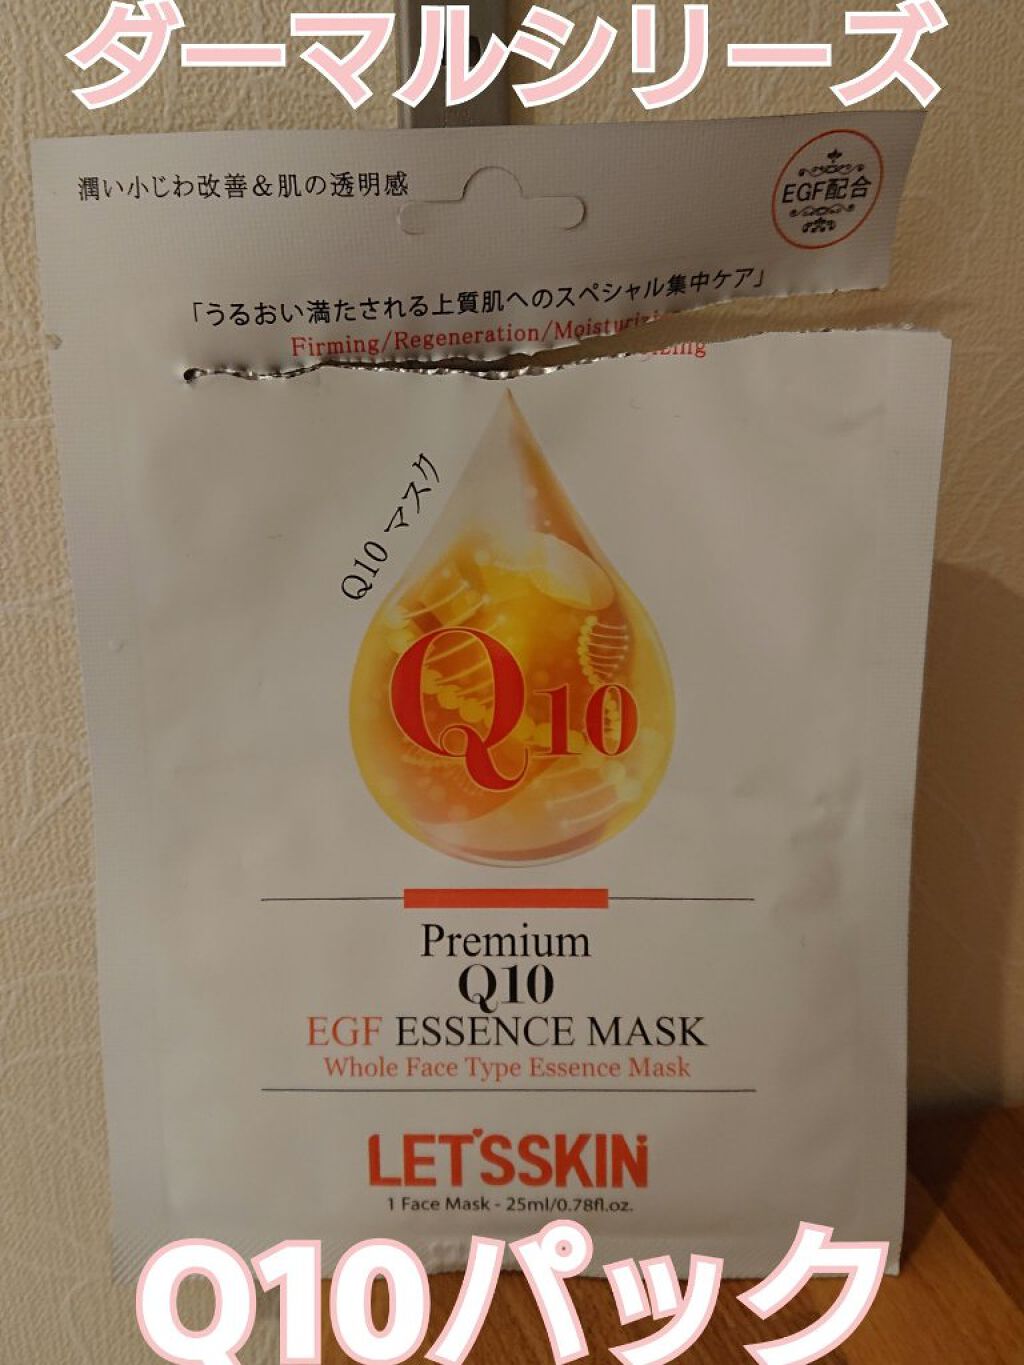 ダーマルシリーズ
潤い小じわ改善＆肌の透明感
EGF配合
「うるおい満たされる上質肌へのスペシャル集中ケア」
Firming/Regeneration/Moisturizing
Q10 マスク
Q10
Premium
Q10
EGF ESSENCE MASK
Whole Face Type Essence Mask
LET'SSKIN
1 Face Mask - 25ml/0.78fl.oz.
Q10パック